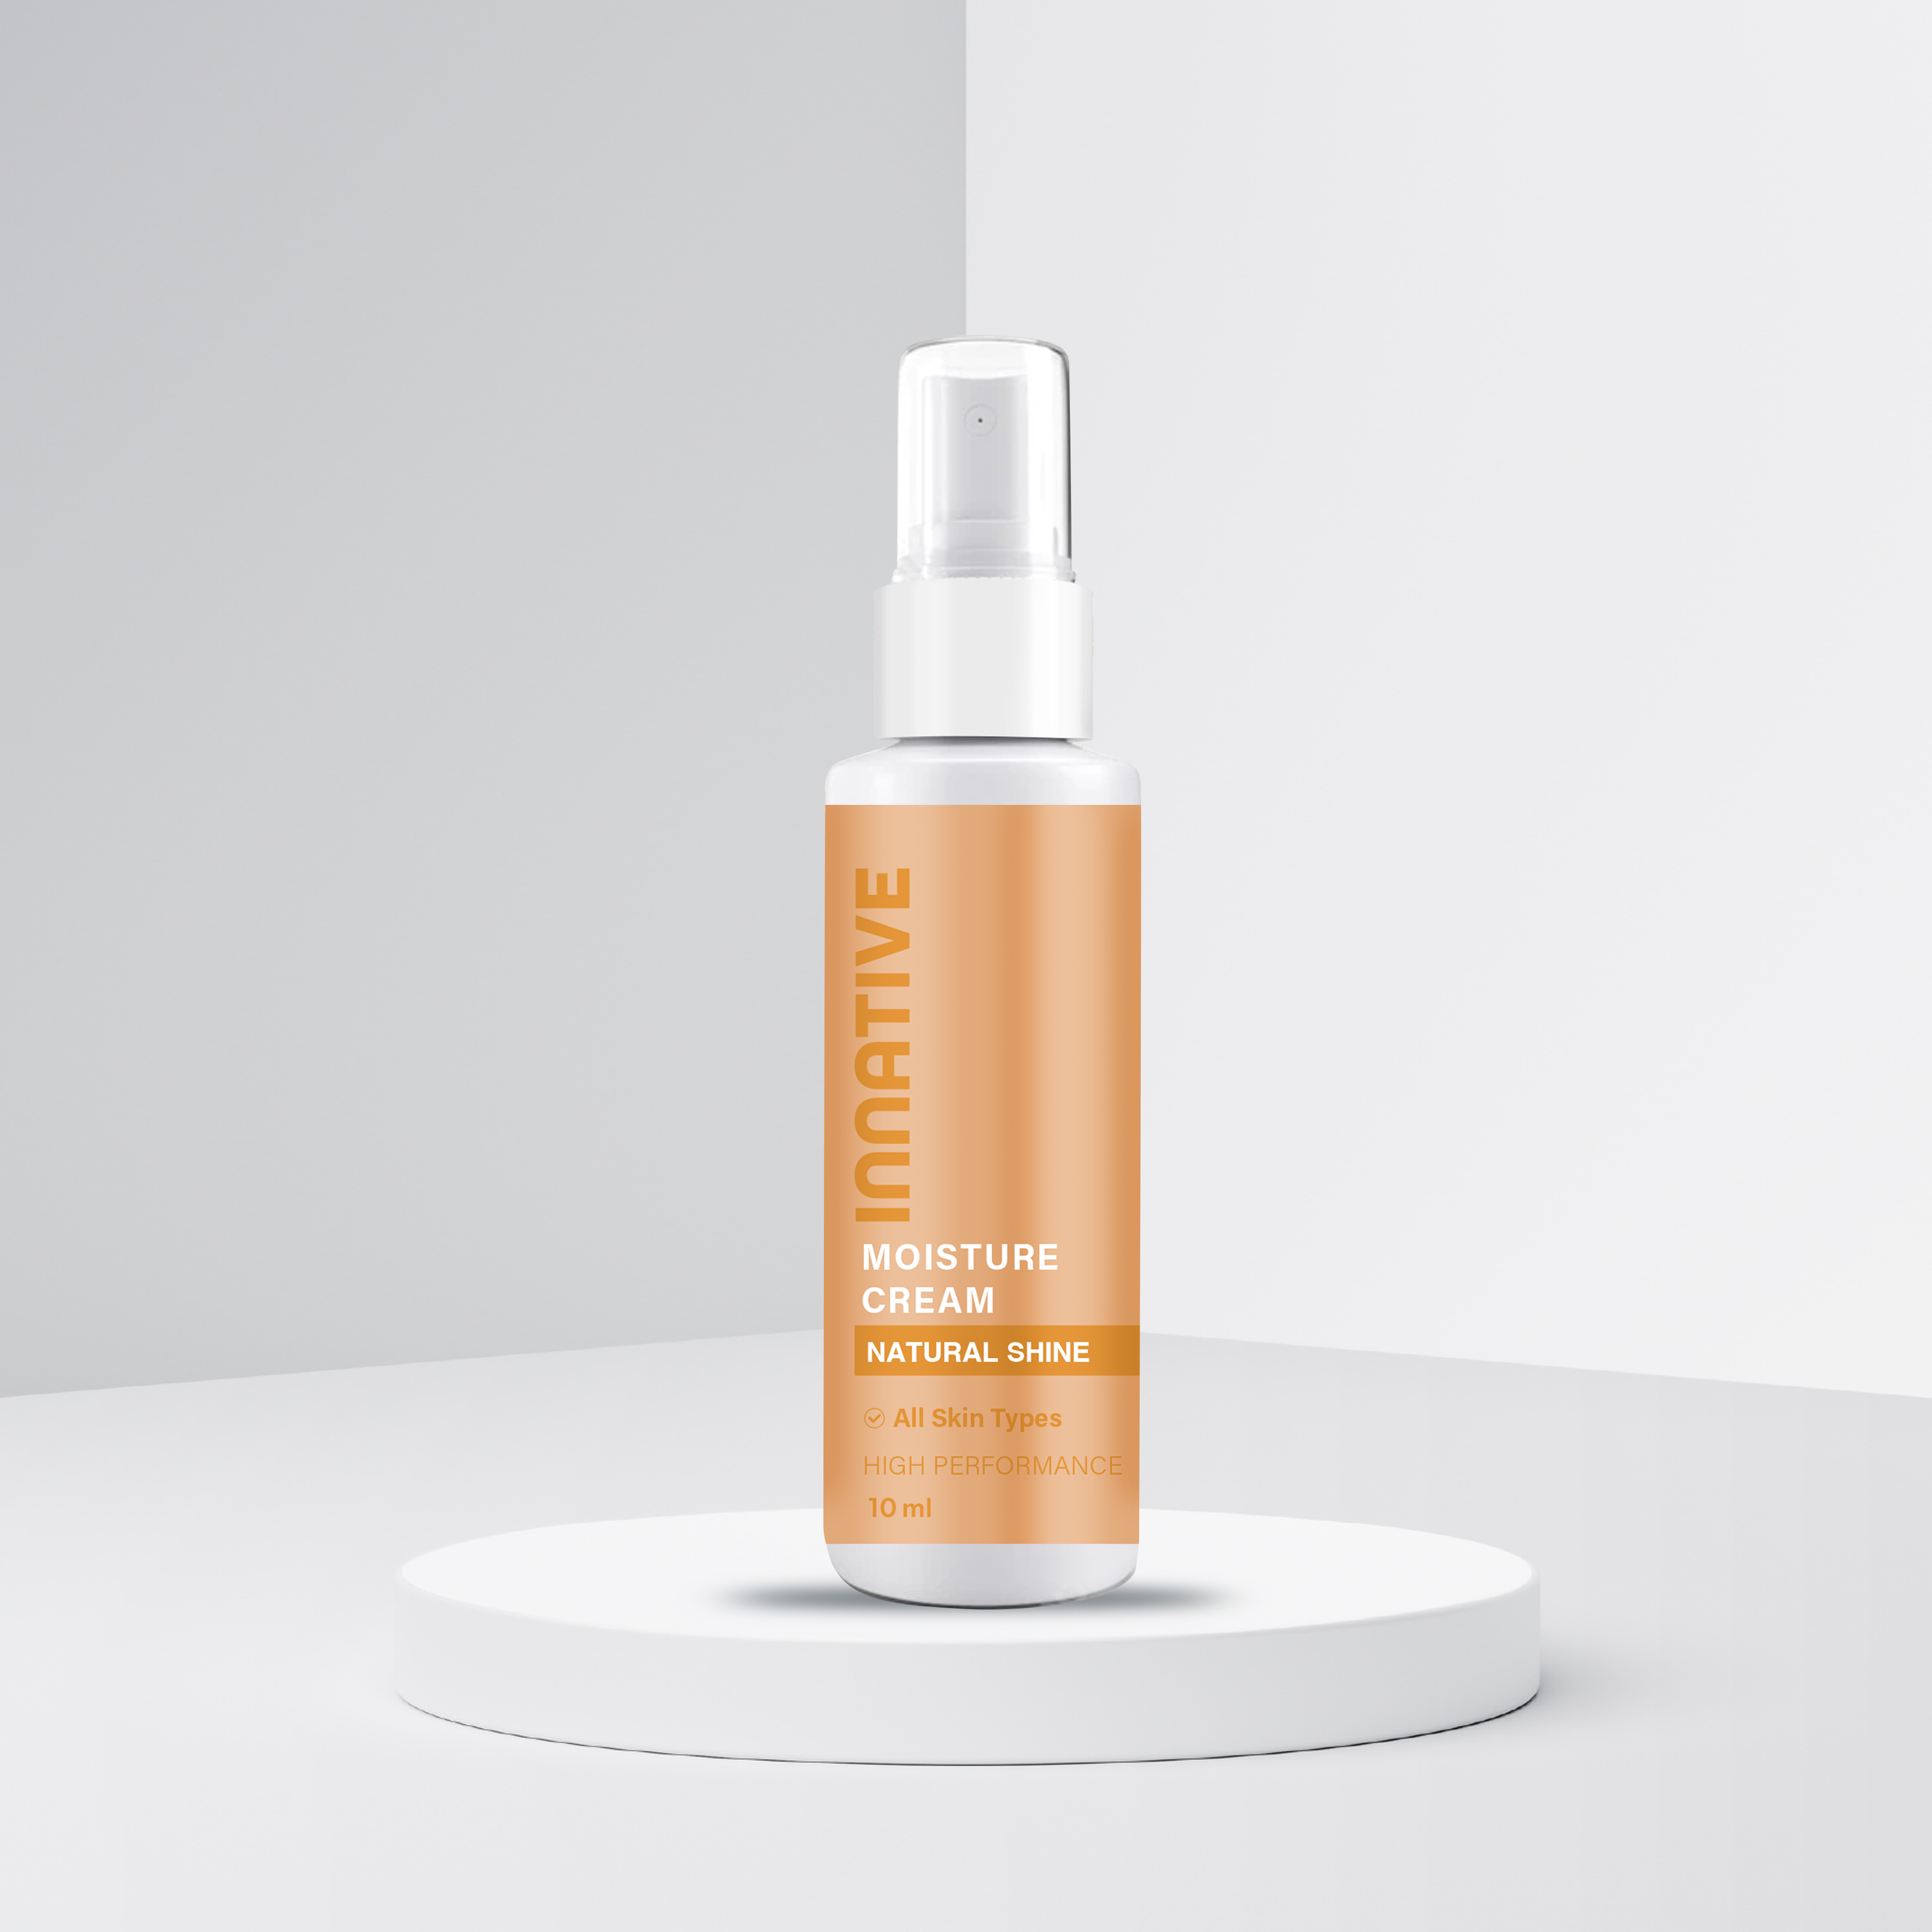 INNATIVE
MOISTURE
CREAM
NATURAL SHINE
All Skin Types
HIGH PERFORMANCE
10 ml